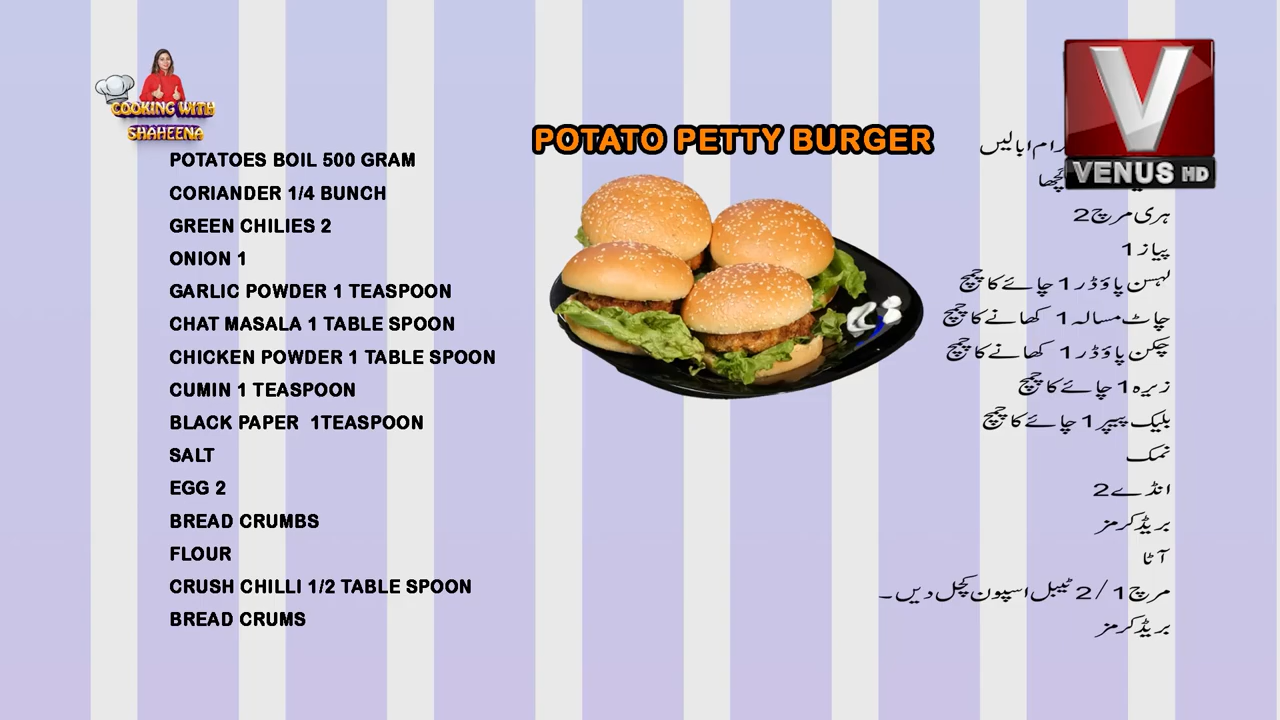 COOKING WITH
SHAHEENA
V
VENUS HD
POTATO PETTY BURGER
POTATOES BOIL 500 GRAM
CORIANDER 1/4 BUNCH
GREEN CHILIES 2
ONION 1
GARLIC POWDER 1 TEASPOON
CHAT MASALA 1 TABLE SPOON
CHICKEN POWDER 1 TABLE SPOON
CUMIN 1 TEASPOON
BLACK PAPER  1TEASPOON
SALT
EGG 2
BREAD CRUMBS
FLOUR
CRUSH CHILLI 1/2 TABLE SPOON
BREAD CRUMS
ابالیں
ہری مرچ 2
پیاز 1
لہسن پاؤڈر 1 چائے کا چمچ
چاٹ مسالہ 1 کھانے کا چمچ
چکن پاؤڈر 1 کھانے کا چمچ
زیرہ 1 چائے کا چمچ
بلیک پیپر 1 چائے کا چمچ
نمک
انڈے 2
بریڈ کرمز
آٹا
مرچ 1/2 ٹیبل اسپون کچل دیں۔
بریڈ کرمز